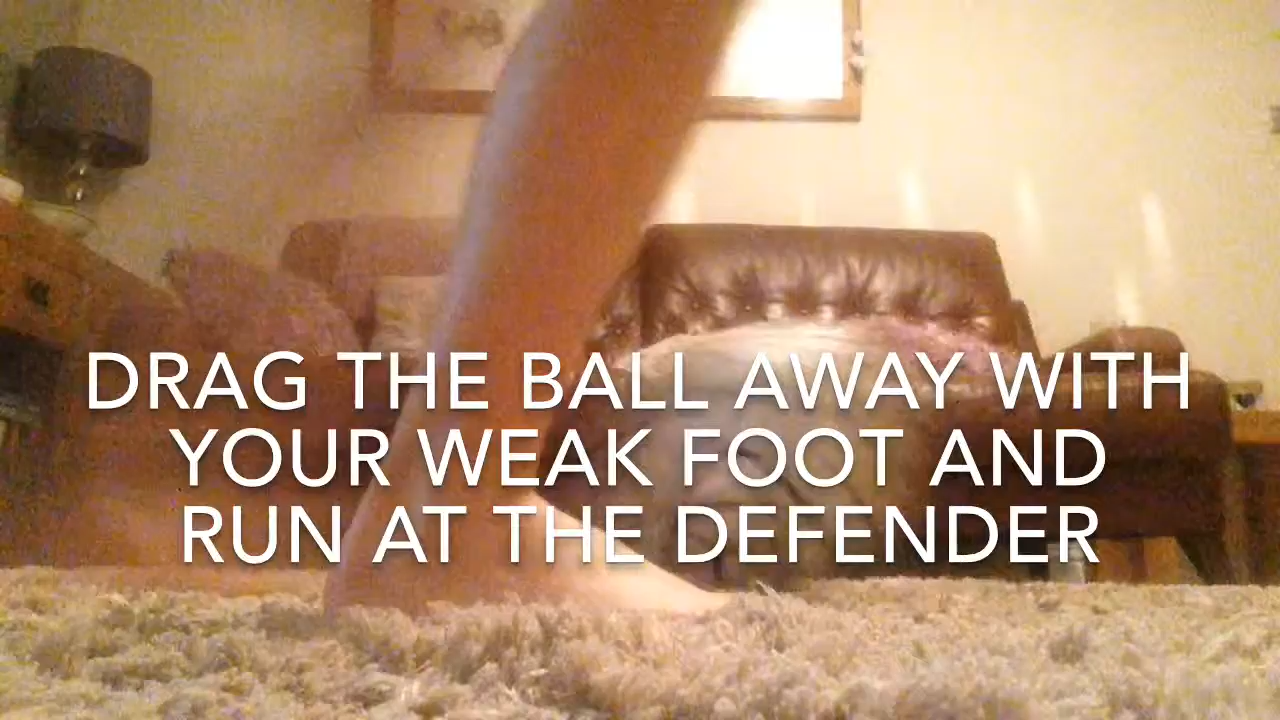 DRAG THE BALL AWAY WITH
YOUR WEAK FOOT AND
RUN AT THE DEFENDER